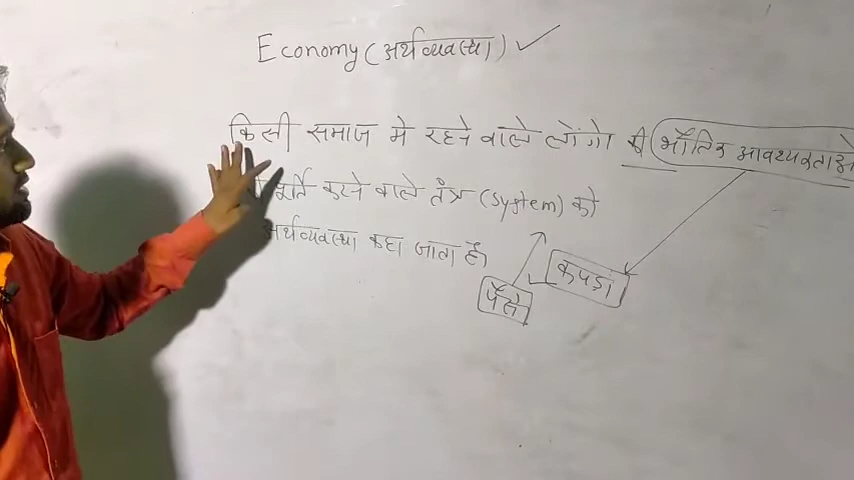 Economy (अर्थव्यवस्था)
किसी समाज मे रहने वाले लोंगो की भौतिक आवश्यकताओ
पूर्ति करने वाले तंत्र (system) को
अर्थव्यवस्था कहा जाता है।
कपड़ा
पैसे